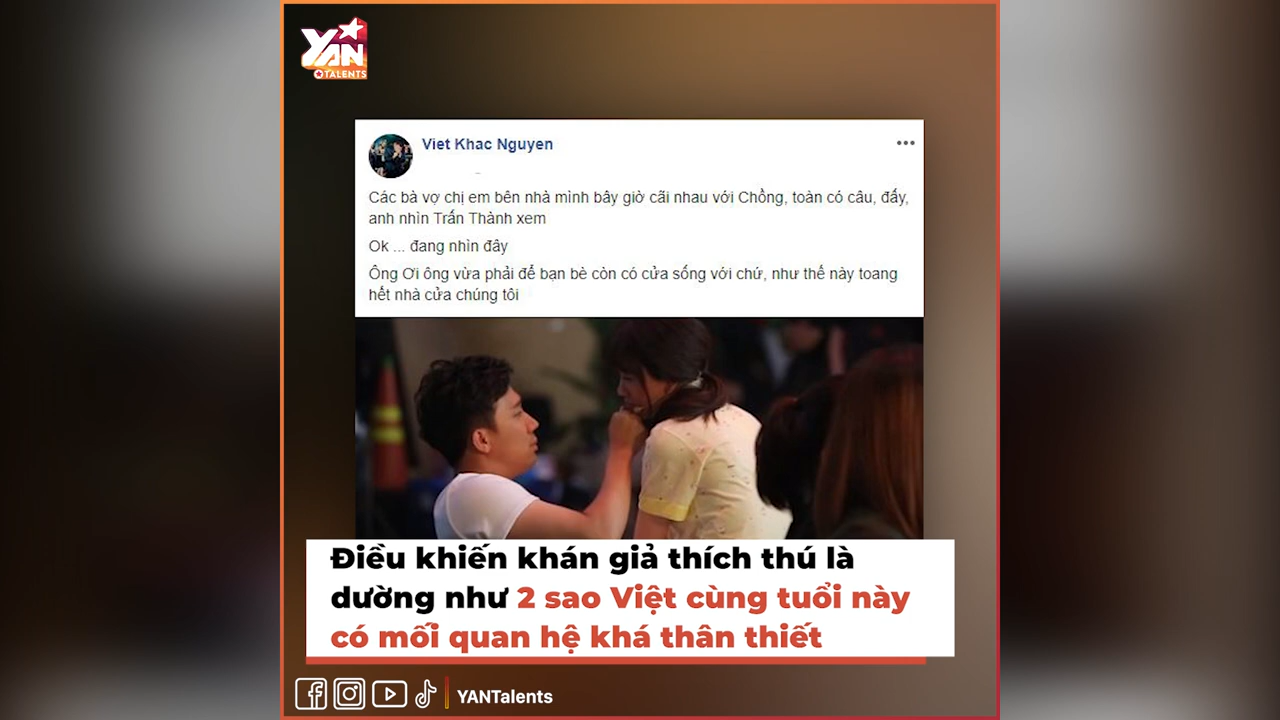 YAN
TALENTS
Viet Khac Nguyen
Các bà vợ chị em bên nhà mình bây giờ cãi nhau với Chồng, toàn có câu, đấy,
anh nhìn Trấn Thành xem
Ok ... đang nhìn đây
Ông Ơi ông vừa phải để bạn bè còn có cửa sống với chứ, như thế này toang
hết nhà cửa chúng tôi
Điều khiến khán giả thích thú là
dường như 2 sao Việt cùng tuổi này
có mối quan hệ khá thân thiết
YANTalents